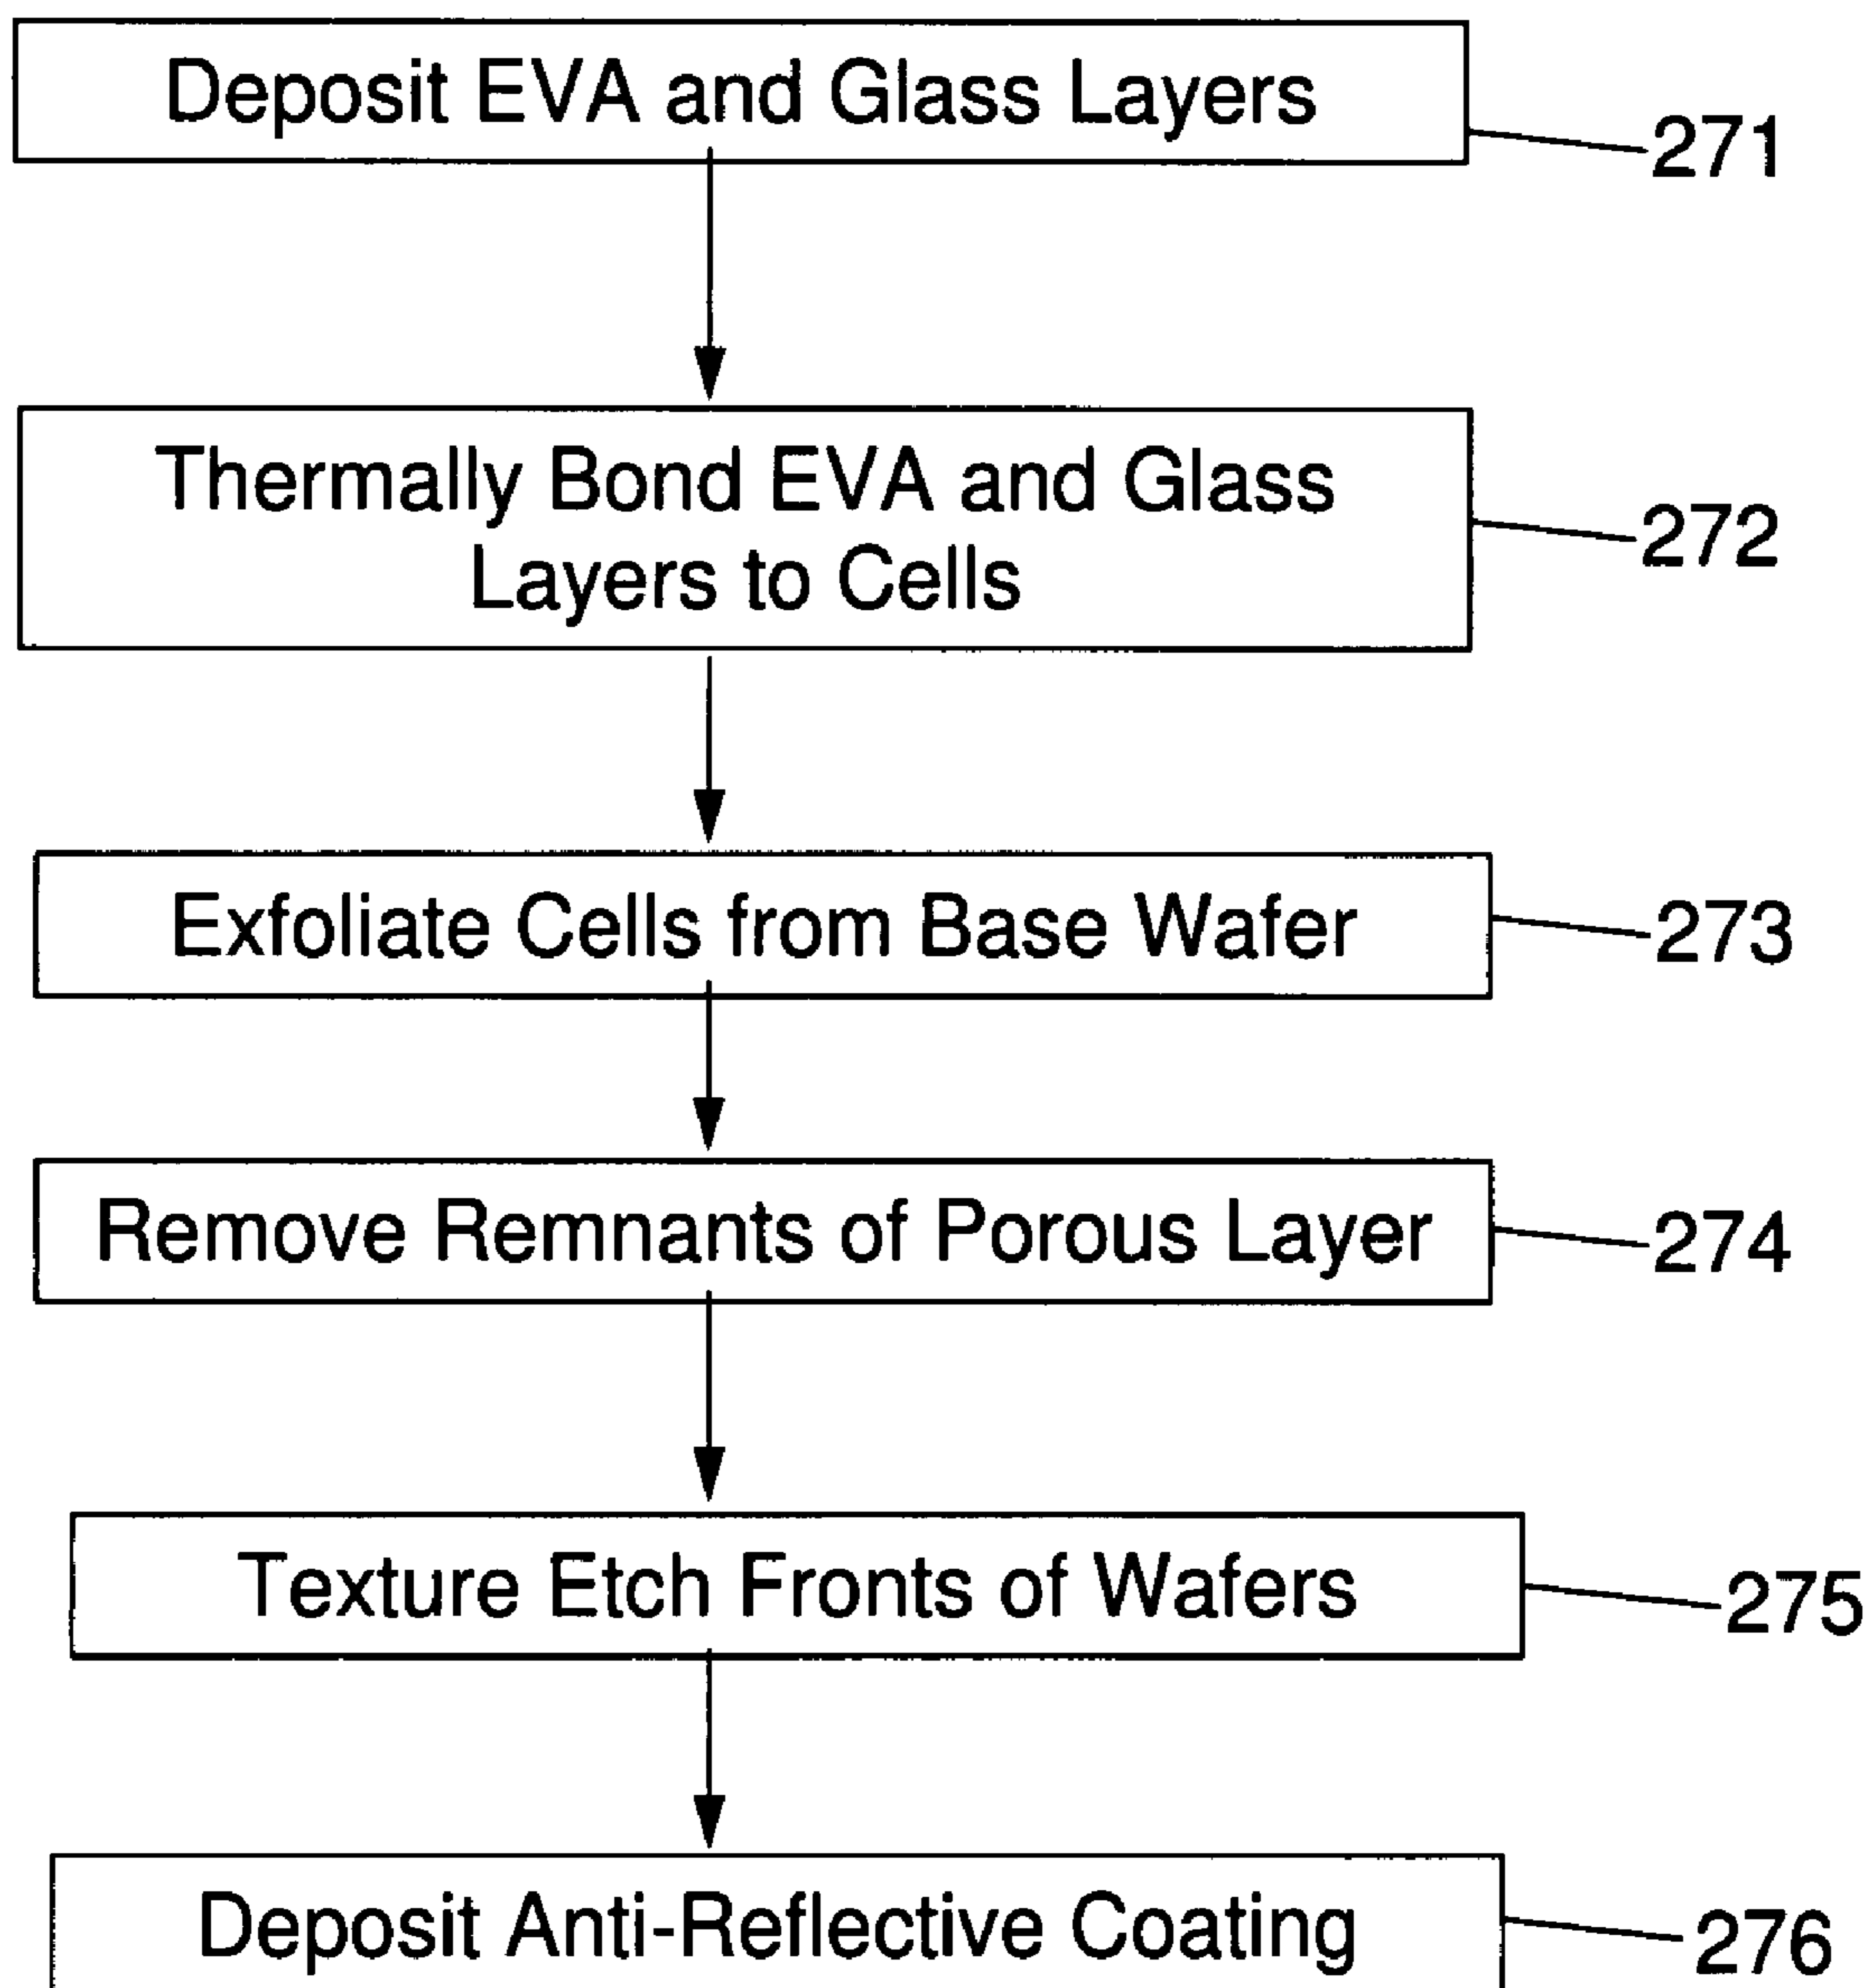 Deposit EVA and Glass Layers
271
Thermally Bond EVA and Glass
Layers to Cells
272
Exfoliate Cells from Base Wafer
273
Remove Remnants of Porous Layer
274
Texture Etch Fronts of Wafers
275
Deposit Anti-Reflective Coating
276